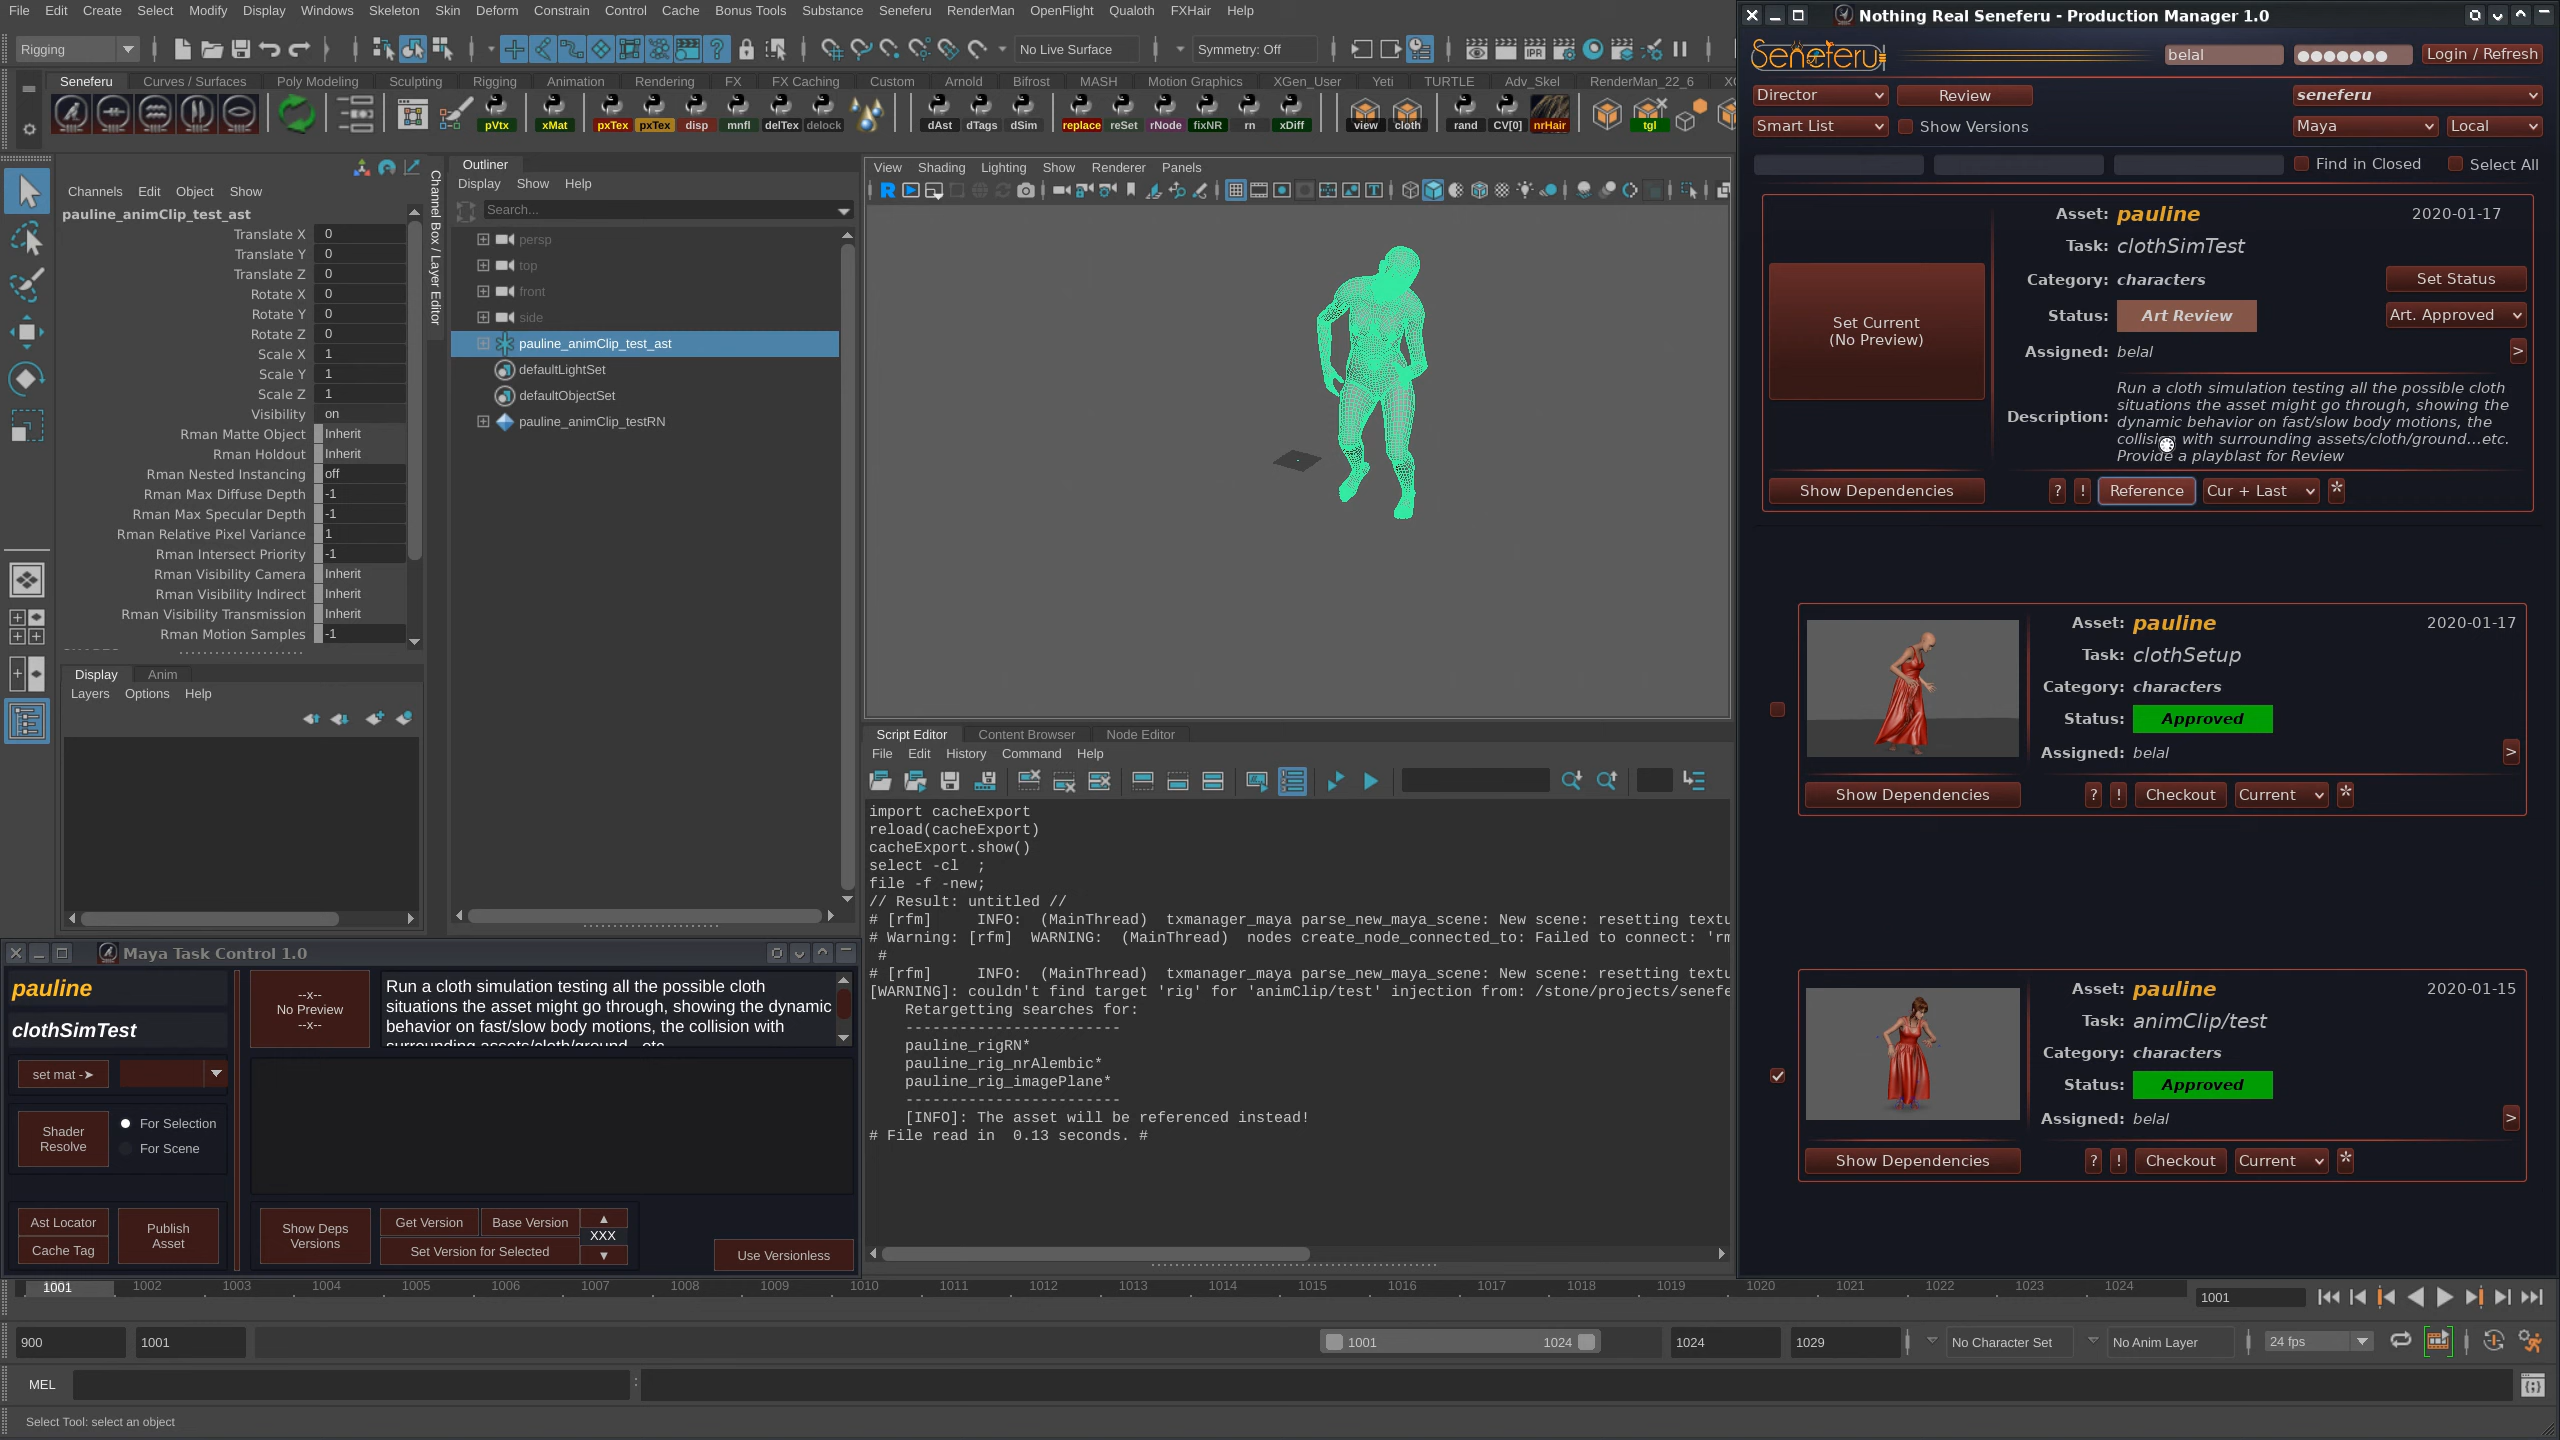 File Edit Create Select Modify Display Windows Skeleton Skin Deform Constrain Control Cache Bonus Tools Substance Seneferu RenderMan OpenFlight Qualoth FXHair Help
Rigging
No Live Surface
Symmetry: Off
Seneferu Curves / Surfaces Poly Modeling Sculpting Rigging Animation Rendering FX FX Caching Custom Arnold Bifrost MASH Motion Graphics XGen_User Yeti TURTLE Adv_Skel RenderMan_22_6
pVtx xMat pxTex pxTex disp mnfl delTex delock dAst dTags dSim replace reSet rNode fixNR rn xDiff view cloth rand CV[0] nrHair tgl
Channels Edit Object Show
pauline_animClip_test_ast
Translate X 0
Translate Y 0
Translate Z 0
Rotate X 0
Rotate Y 0
Rotate Z 0
Scale X 1
Scale Y 1
Scale Z 1
Visibility on
Rman Matte Object Inherit
Rman Holdout Inherit
Rman Nested Instancing off
Rman Max Diffuse Depth -1
Rman Max Specular Depth -1
Rman Relative Pixel Variance 1
Rman Intersect Priority -1
Rman Visibility Camera Inherit
Rman Visibility Indirect Inherit
Rman Visibility Transmission Inherit
Rman Motion Samples -1
Channel Box / Layer Editor
Display Anim
Layers Options Help
Outliner
Display Show Help
Search...
persp
top
front
side
pauline_animClip_test_ast
defaultLightSet
defaultObjectSet
pauline_animClip_testRN
View Shading Lighting Show Renderer Panels
Script Editor Content Browser Node Editor
File Edit History Command Help
import cacheExport
reload(cacheExport)
cacheExport.show()
select -cl  ;
file -f -new;
// Result: untitled //
# [rfm]     INFO:  (MainThread)  txmanager_maya parse_new_maya_scene: New scene: resetting textu
# Warning: [rfm]  WARNING:  (MainThread)  nodes create_node_connected_to: Failed to connect: 'rm
#
# [rfm]     INFO:  (MainThread)  txmanager_maya parse_new_maya_scene: New scene: resetting textu
[WARNING]: couldn't find target 'rig' for 'animClip/test' injection from: /stone/projects/senefe
Retargetting searches for:
------------------------
pauline_rigRN*
pauline_rig_nrAlembic*
pauline_rig_imagePlane*
------------------------
[INFO]: The asset will be referenced instead!
# File read in  0.13 seconds. #
Maya Task Control 1.0
pauline
clothSimTest
set mat ->
Shader
Resolve
For Selection
For Scene
Ast Locator
Cache Tag
Publish
Asset
--x--
No Preview
--x--
Run a cloth simulation testing all the possible cloth
situations the asset might go through, showing the dynamic
behavior on fast/slow body motions, the collision with
surrounding assets/cloth/ground...etc.
Show Deps
Versions
Get Version Base Version
Set Version for Selected
XXX
Use Versionless
Nothing Real Seneferu - Production Manager 1.0
Seneferu
belal
Login / Refresh
Director Review seneferu
Smart List Show Versions Maya Local
Find in Closed Select All
Set Current
(No Preview)
Asset: pauline 2020-01-17
Task: clothSimTest
Category: characters Set Status
Status: Art Review Art. Approved
Assigned: belal >
Description:
Run a cloth simulation testing all the possible cloth
situations the asset might go through, showing the
dynamic behavior on fast/slow body motions, the
collision with surrounding assets/cloth/ground...etc.
Provide a playblast for Review
Show Dependencies ? ! Reference Cur + Last *
Asset: pauline 2020-01-17
Task: clothSetup
Category: characters
Status: Approved
Assigned: belal >
Show Dependencies ? ! Checkout Current *
Asset: pauline 2020-01-15
Task: animClip/test
Category: characters
Status: Approved
Assigned: belal >
Show Dependencies ? ! Checkout Current *
1001 1002 1003 1004 1005 1006 1007 1008 1009 1010 1011 1012 1013 1014 1015 1016 1017 1018 1019 1020 1021 1022 1023 1024 1001
900 1001 1001 1024 1024 1029 No Character Set No Anim Layer 24 fps
MEL
Select Tool: select an object